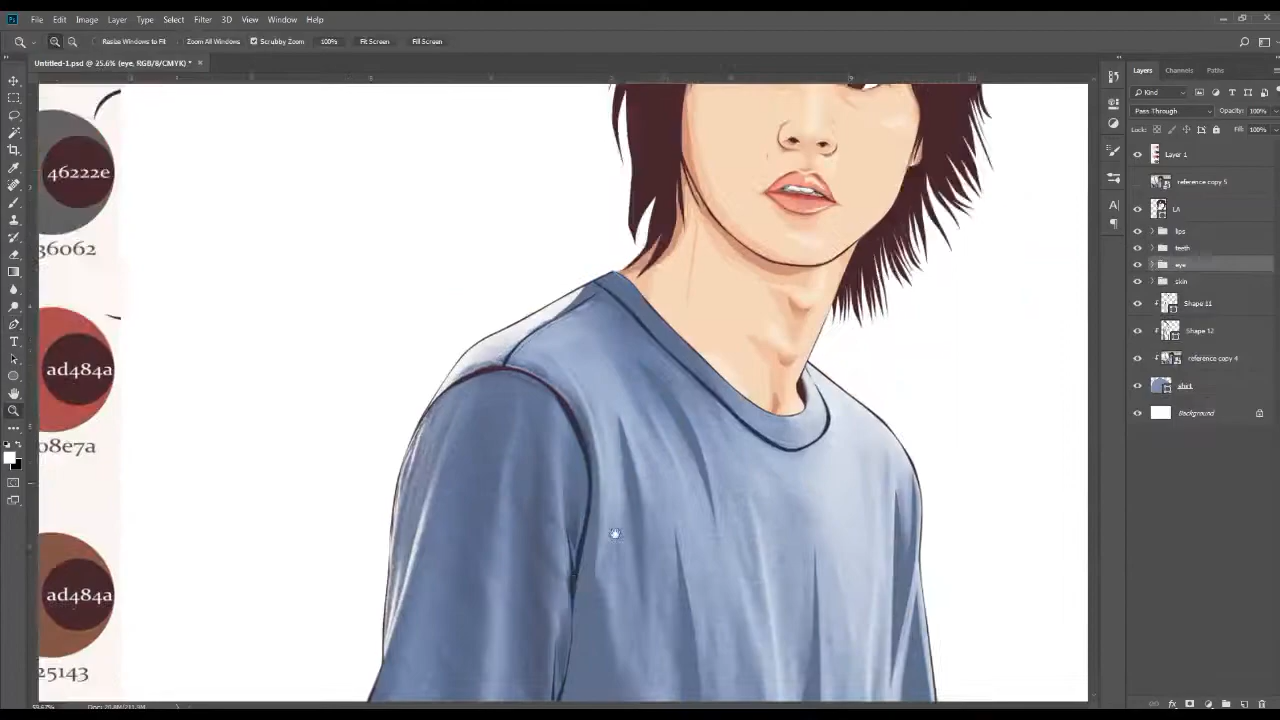 File Edit Image Layer Type Select Filter 3D View Window Help
Resize Windows to Fit Zoom All Windows Scrubby Zoom 100% Fit Screen Fill Screen
Untitled-1.psd @ 25.6% (eye, RGB/8/CMYK) *
Layers Channels Paths
Kind
Pass Through Opacity: 100%
Lock: Fill: 100%
Layer 1
reference copy 5
LA
lips
teeth
eye
skin
Shape 11
Shape 12
reference copy 4
shirt
Background
46222e
36062
ad484a
08e7a
ad484a
25143